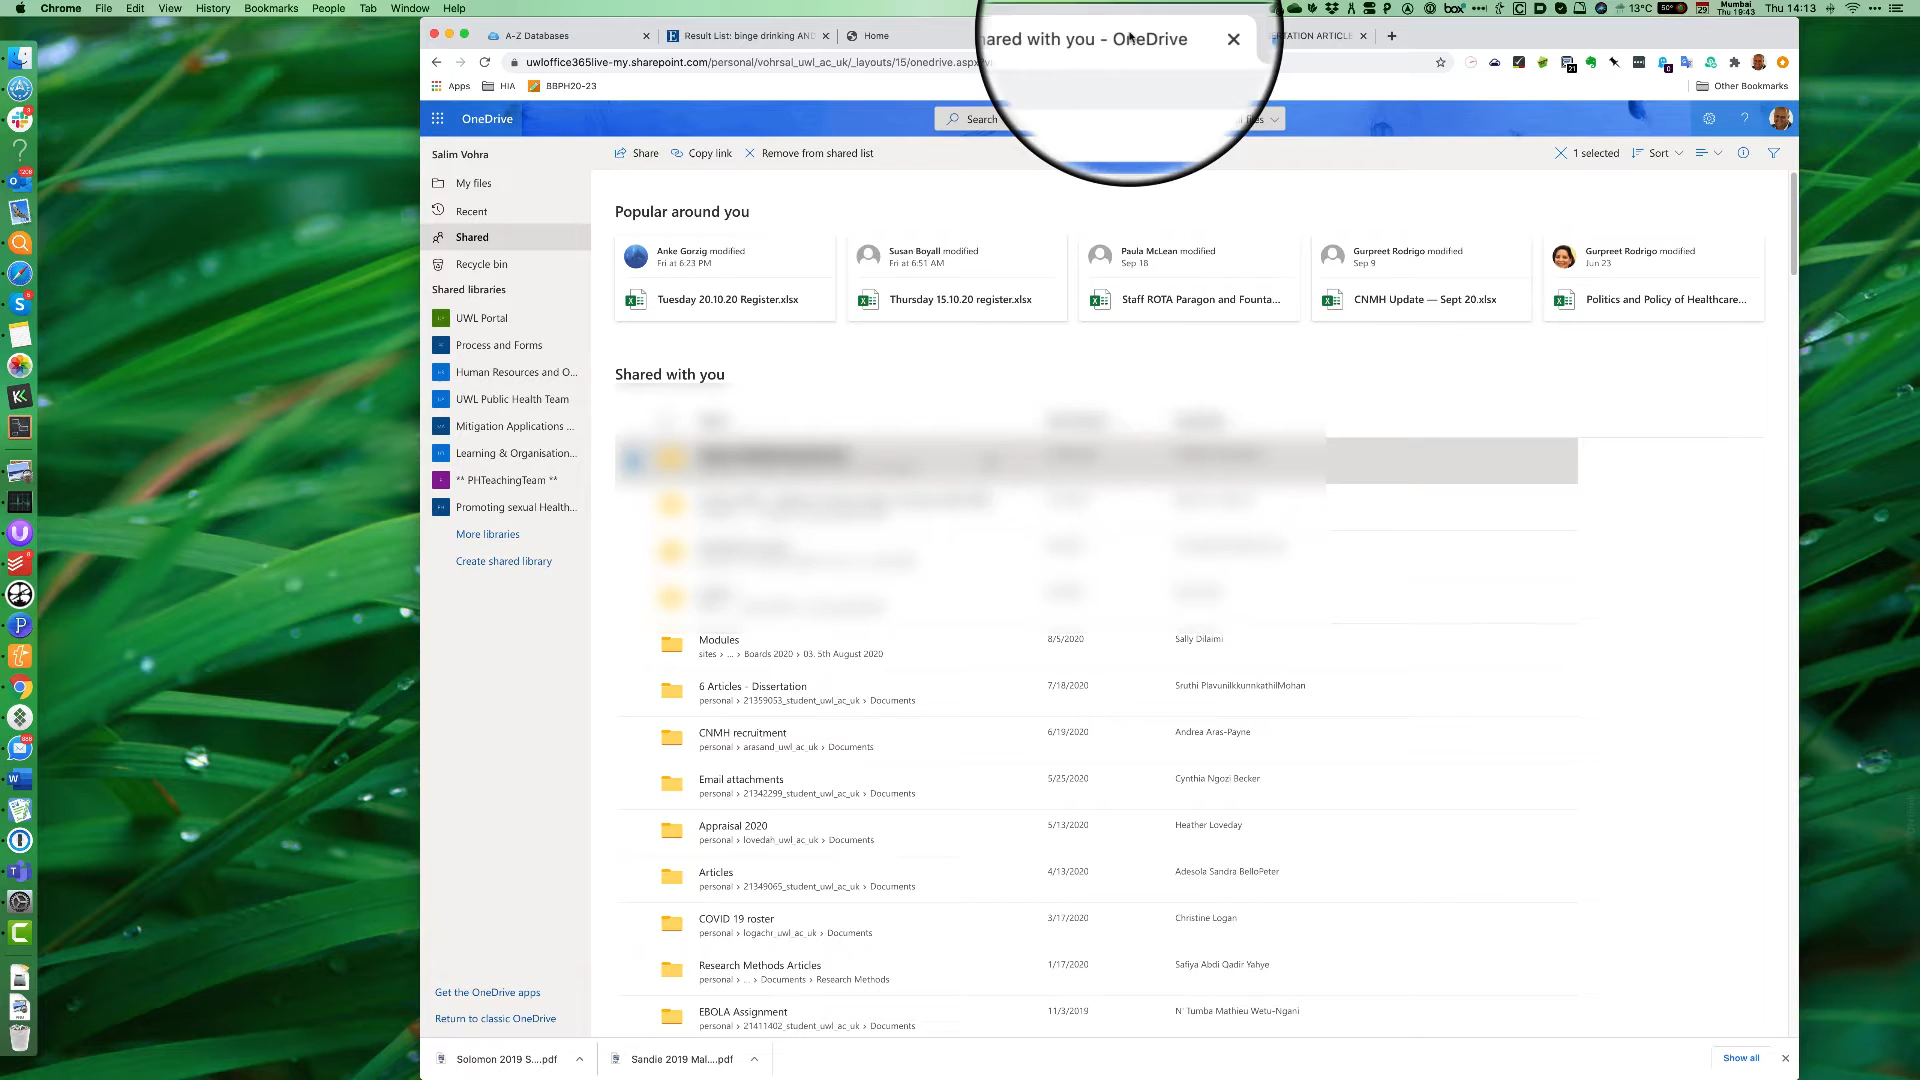 Chrome File Edit View History Bookmarks People Tab Window Help
box 13°C 50° 29 Mumbai Thu 19:43 Thu 14:13
A-Z Databases
Result List: binge drinking AND
Home
hared with you - OneDrive
ERTATION ARTICLE
uwloffice365live-my.sharepoint.com/personal/vohrsal_uwl_ac_uk/_layouts/15/onedrive.aspx
Apps HIA BBPH20-23 Other Bookmarks
OneDrive Search
Share Copy link Remove from shared list 1 selected Sort
Salim Vohra
My files
Recent
Shared
Recycle bin
Shared libraries
UWL Portal
Process and Forms
Human Resources and O...
UWL Public Health Team
Mitigation Applications ...
Learning & Organisation...
** PHTeachingTeam **
Promoting sexual Health...
More libraries
Create shared library
Get the OneDrive apps
Return to classic OneDrive
Popular around you
Anke Gorzig modified
Fri at 6:23 PM
Tuesday 20.10.20 Register.xlsx
Susan Boyall modified
Fri at 6:51 AM
Thursday 15.10.20 register.xlsx
Paula McLean modified
Sep 18
Staff ROTA Paragon and Founta...
Gurpreet Rodrigo modified
Sep 9
CNMH Update — Sept 20.xlsx
Gurpreet Rodrigo modified
Jun 23
Politics and Policy of Healthcare...
Shared with you
Modules 8/5/2020 Sally Dilaimi
sites › ... › Boards 2020 › 03. 5th August 2020
6 Articles - Dissertation 7/18/2020 Sruthi PlavunilkkunnkathilMohan
personal › 21359053_student_uwl_ac_uk › Documents
CNMH recruitment 6/19/2020 Andrea Aras-Payne
personal › arasand_uwl_ac_uk › Documents
Email attachments 5/25/2020 Cynthia Ngozi Becker
personal › 21342299_student_uwl_ac_uk › Documents
Appraisal 2020 5/13/2020 Heather Loveday
personal › lovedah_uwl_ac_uk › Documents
Articles 4/13/2020 Adesola Sandra BelloPeter
personal › 21349065_student_uwl_ac_uk › Documents
COVID 19 roster 3/17/2020 Christine Logan
personal › logachr_uwl_ac_uk › Documents
Research Methods Articles 1/17/2020 Safiya Abdi Qadir Yahye
personal › ... › Documents › Research Methods
EBOLA Assignment 11/3/2019 N' Tumba Mathieu Wetu-Ngani
personal › 21411402_student_uwl_ac_uk › Documents
Solomon 2019 S....pdf Sandie 2019 Mal....pdf Show all